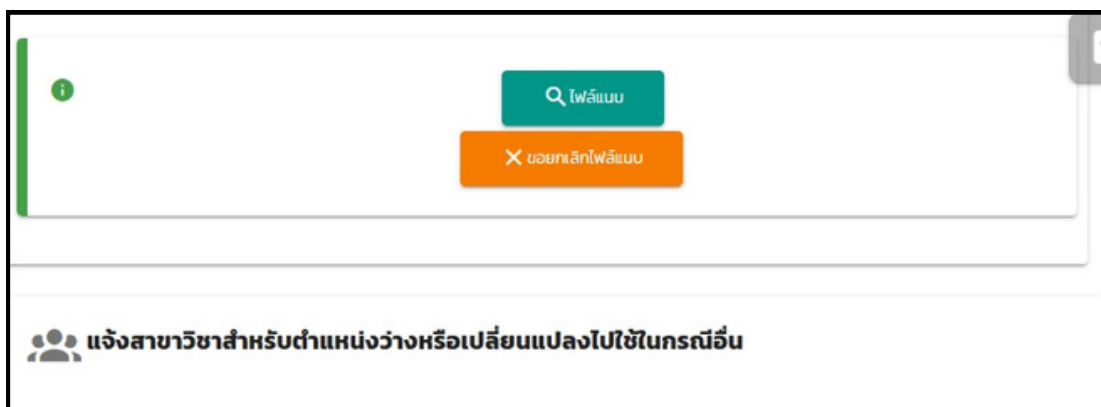 ไฟล์แนบ
ขอยกเลิกไฟล์แนบ
แจ้งสาขาวิชาสำหรับตำแหน่งว่างหรือเปลี่ยนแปลงไปใช้ในกรณีอื่น